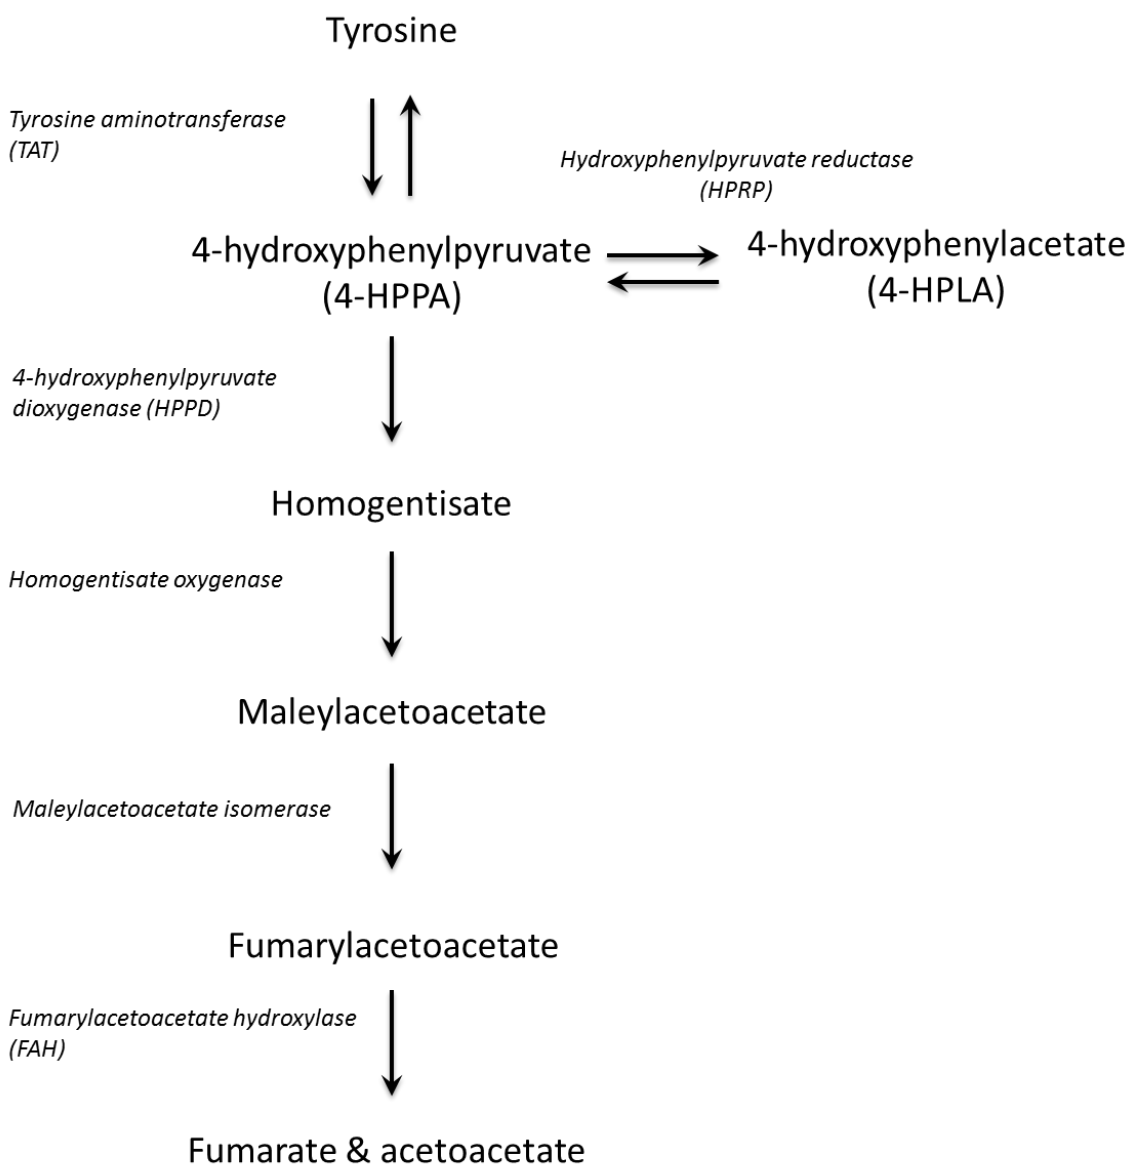 Tyrosine
Tyrosine aminotransferase
(TAT)
Hydroxyphenylpyruvate reductase
(HPRP)
4-hydroxyphenylpyruvate
(4-HPPA)
4-hydroxyphenylacetate
(4-HPLA)
4-hydroxyphenylpyruvate
dioxygenase (HPPD)
Homogentisate
Homogentisate oxygenase
Maleylacetoacetate
Maleylacetoacetate isomerase
Fumarylacetoacetate
Fumarylacetoacetate hydroxylase
(FAH)
Fumarate & acetoacetate